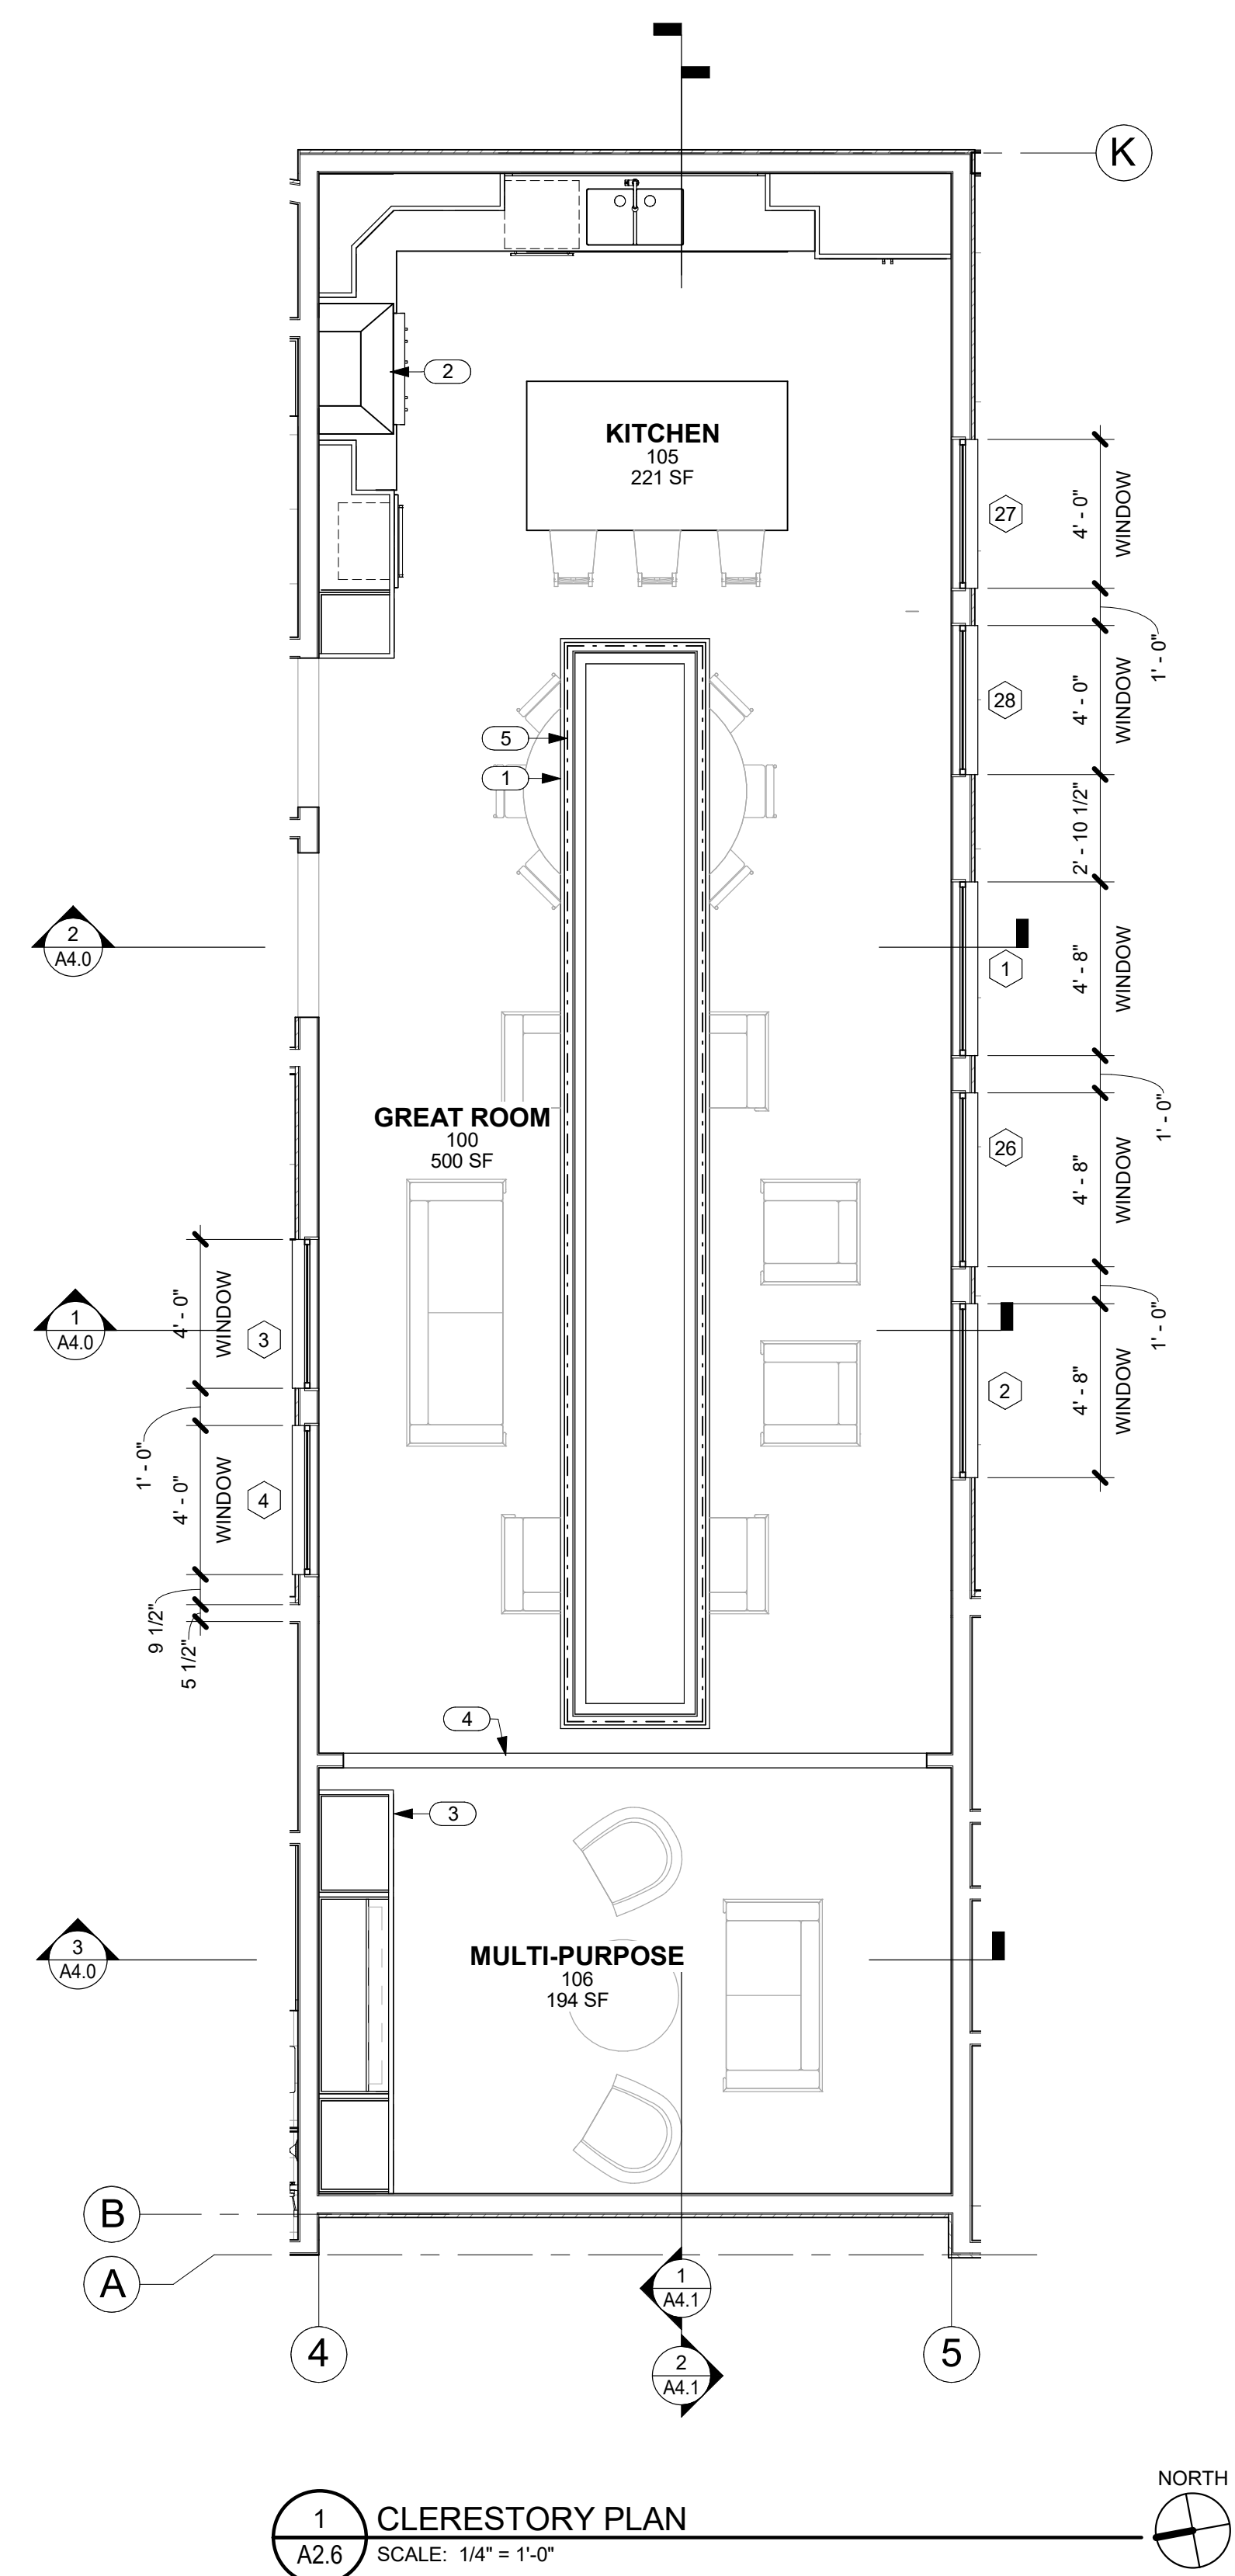 K
2
KITCHEN
105
221 SF
27
4' - 0"
WINDOW
1' - 0"
28
4' - 0"
WINDOW
5
1
2' - 10 1/2"
2
A4.0
1
4' - 8"
WINDOW
1' - 0"
GREAT ROOM
100
500 SF
26
4' - 8"
WINDOW
1' - 0"
1
A4.0
4' - 0"
WINDOW
3
2
4' - 8"
WINDOW
1' - 0"
4' - 0"
WINDOW
4
9 1/2"
5 1/2"
4
3
3
A4.0
MULTI-PURPOSE
106
194 SF
B
A
1
A4.1
4
5
2
A4.1
NORTH
1
A2.6
CLERESTORY PLAN
SCALE: 1/4" = 1'-0"